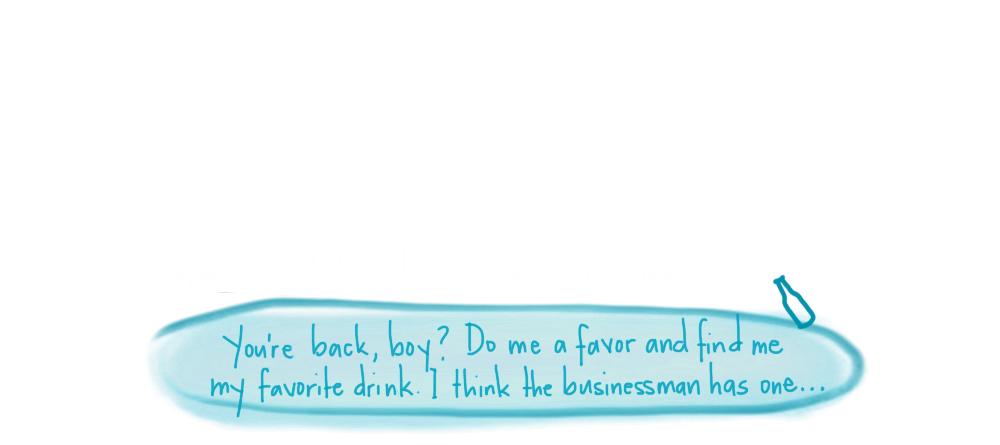 You're back, boy? Do me a favor and find me
my favorite drink. I think the businessman has one...